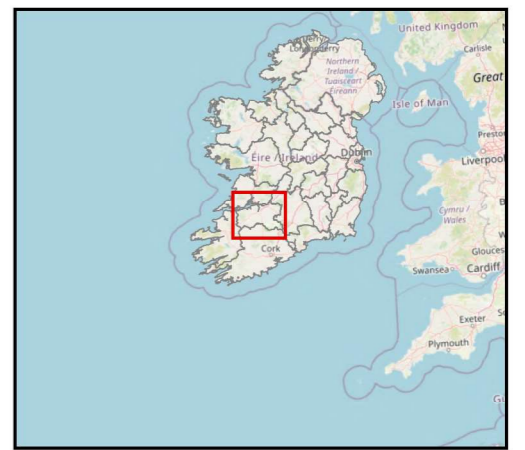 United Kingdom
Carlisle
Londonderry
Northern
Ireland /
Tuaisceart
Éireann
Great
Isle of Man
Presto
Éire / Ireland
Dublin
Liverpool
Cymru /
Wales
Cork
Glouces
Swansea
Cardiff
Exeter
Plymouth